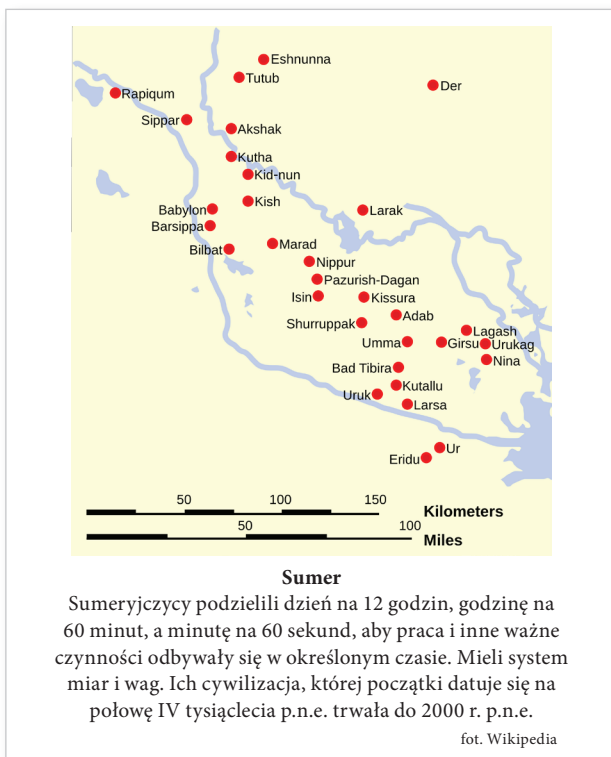 Eshnunna
Tutub
Der
Rapiqum
Sippar
Akshak
Kutha
Kid-nun
Kish
Babylon
Larak
Barsippa
Marad
Bilbat
Nippur
Pazurish-Dagan
Isin
Kissura
Adab
Shurruppak
Lagash
Umma
Girsu
Urukag
Nina
Bad Tibira
Kutallu
Uruk
Larsa
Ur
Eridu
50 100 150
Kilometers
50 100
Miles
Sumer
Sumeryjczycy podzielili dzień na 12 godzin, godzinę na
60 minut, a minutę na 60 sekund, aby praca i inne ważne
czynności odbywały się w określonym czasie. Mieli system
miar i wag. Ich cywilizacja, której początki datuje się na
połowę IV tysiąclecia p.n.e. trwała do 2000 r. p.n.e.
fot. Wikipedia